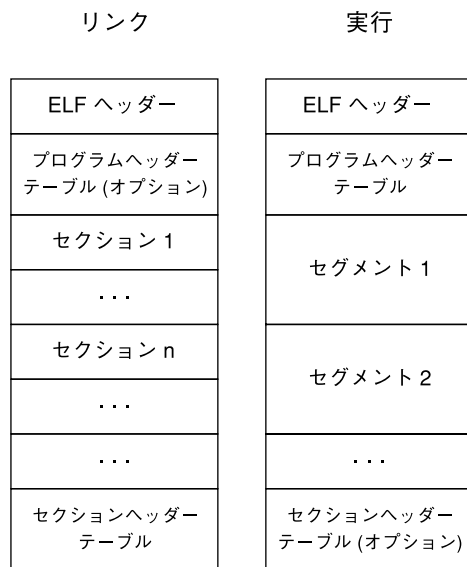 リンク
ELF ヘッダー
プログラムヘッダー
テーブル (オプション)
セクション 1
· · ·
セクション n
· · ·
· · ·
セクションヘッダー
テーブル
実行
ELF ヘッダー
プログラムヘッダー
テーブル
セグメント 1
セグメント 2
· · ·
セクションヘッダー
テーブル (オプション)